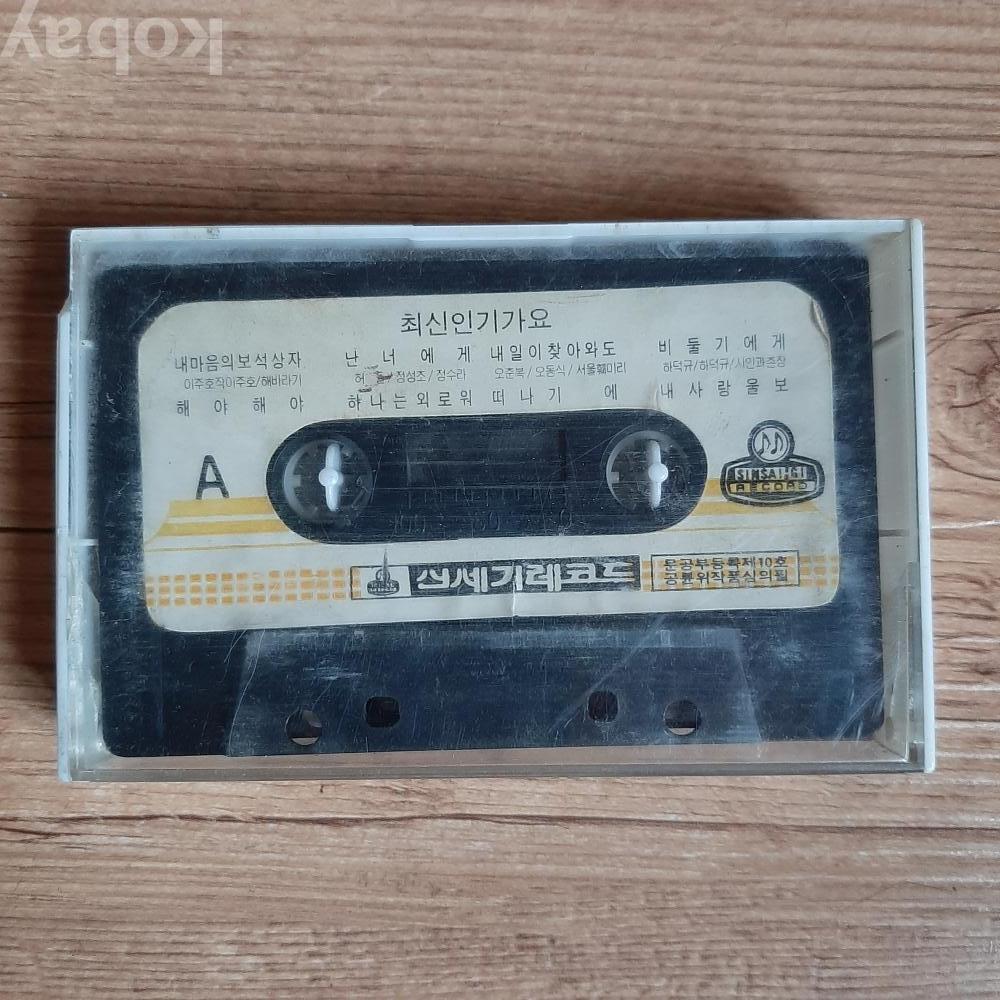 kobay
최신인기가요
내마음의보석상자 난 너 에 게 내일이찾아와도 비 둘 기 에 게
이주호작이주호/해바라기 /정성조/정수라 오준복/오동식/서울훼미리 하덕규/하덕규/시인과촌장
해 야 해 야 하나는외로워 떠 나 기 에 내사랑울보
A
SINSAI·GI
RECORD
신세기레코드
문공부등록제10호
공륜위작품심의필